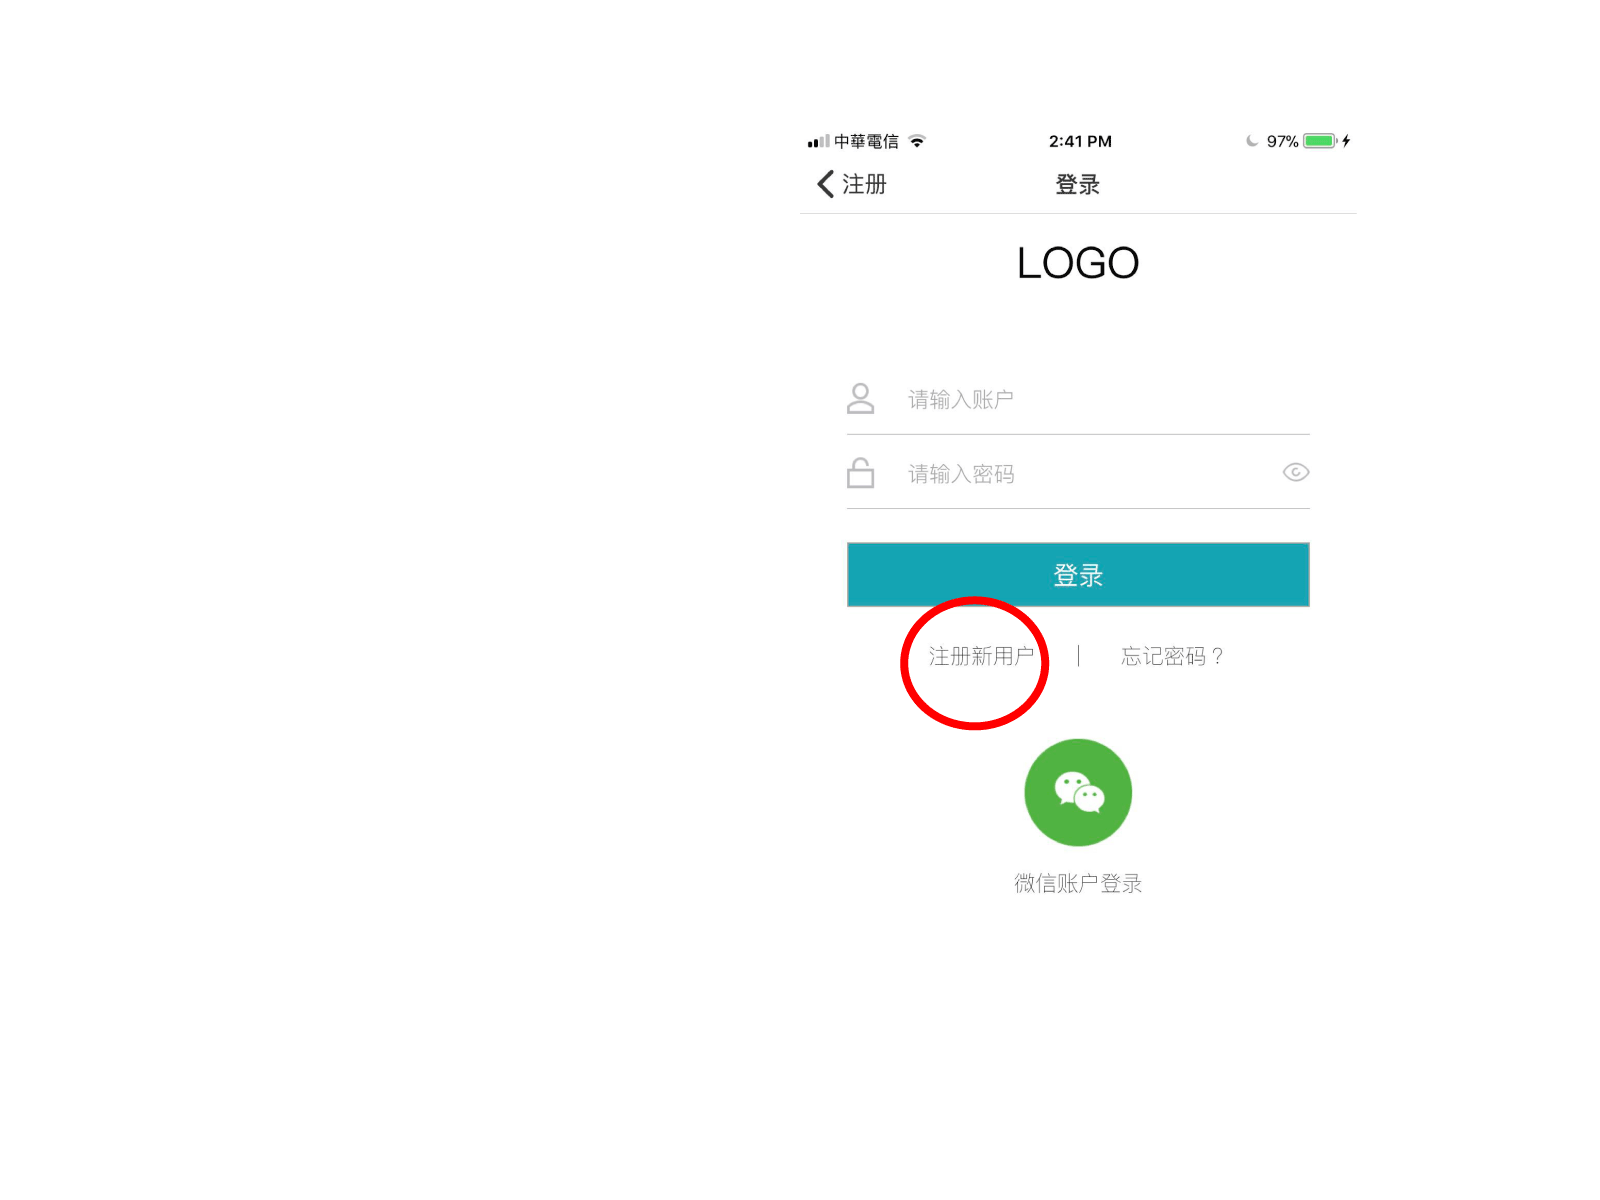 中華電信 2:41 PM 97%
注册 登录
LOGO
请输入账户
请输入密码
登录
注册新用户 | 忘记密码？
微信账户登录